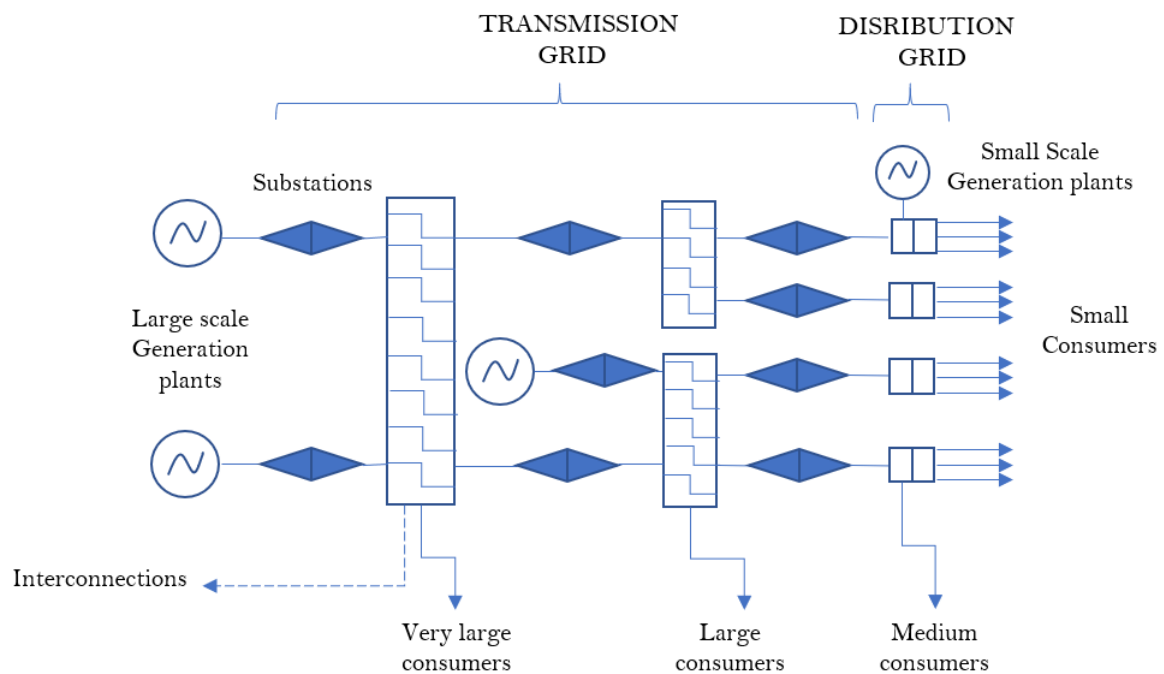 TRANSMISSION
GRID
DISRIBUTION
GRID
Substations
Small Scale
Generation plants
Large scale
Generation
plants
Small
Consumers
Interconnections
Very large
consumers
Large
consumers
Medium
consumers